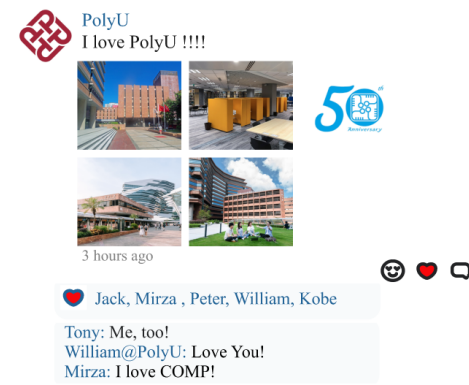 PolyU
I love PolyU !!!!
50th
Anniversary
3 hours ago
Jack, Mirza , Peter, William, Kobe
Tony: Me, too!
William@PolyU: Love You!
Mirza: I love COMP!